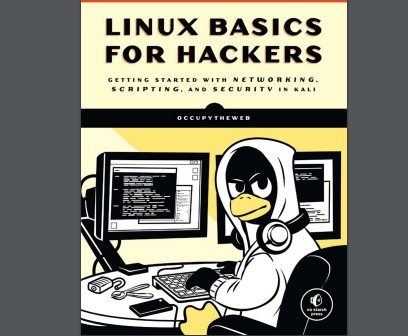 LINUX BASICS
FOR HACKERS
GETTING STARTED WITH NETWORKING,
SCRIPTING, AND SECURITY IN KALI
OCCUPYTHEWEB
no starch
press